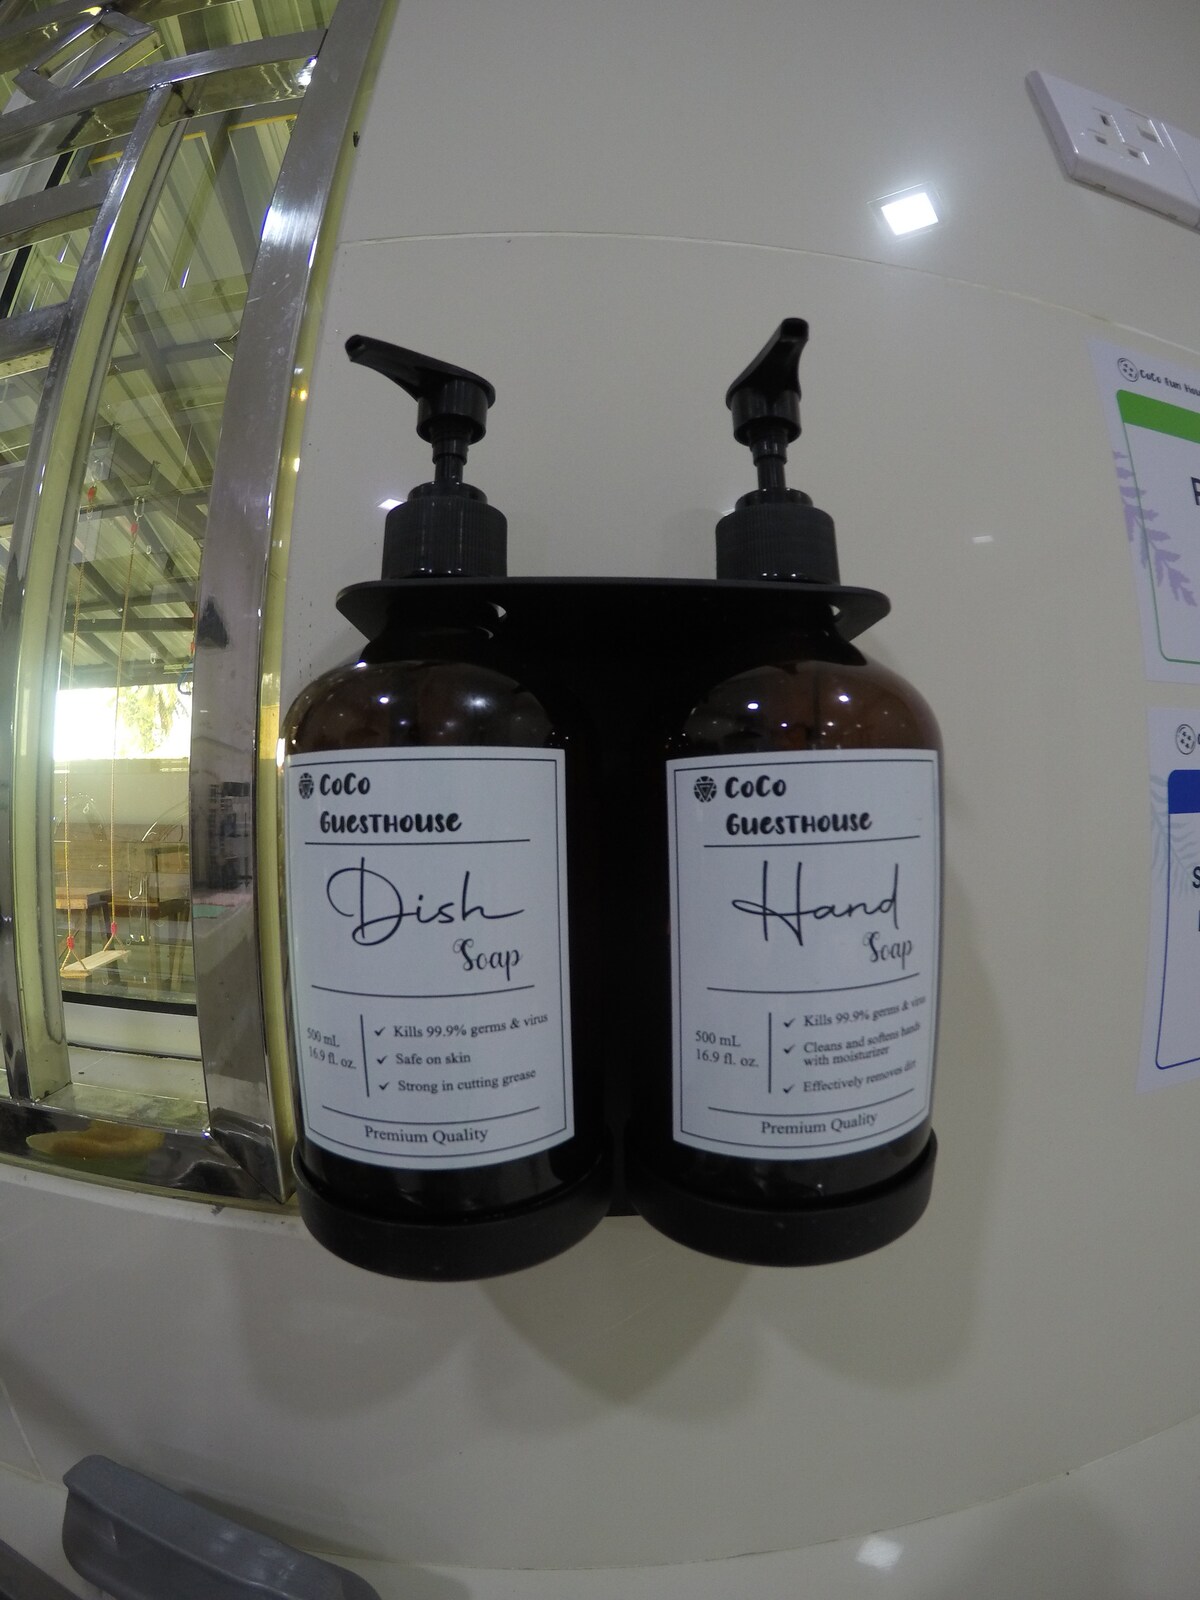 CoCo
Guesthouse
Dish
Soap
500 mL
16.9 fl. oz.
Kills 99.9% germs & virus
Safe on skin
Strong in cutting grease
Premium Quality
CoCo
Guesthouse
Hand
Soap
500 mL
16.9 fl. oz.
Kills 99.9% germs & virus
Cleans and softens hands
with moisturizer
Effectively removes dirt
Premium Quality
CoCo Fun